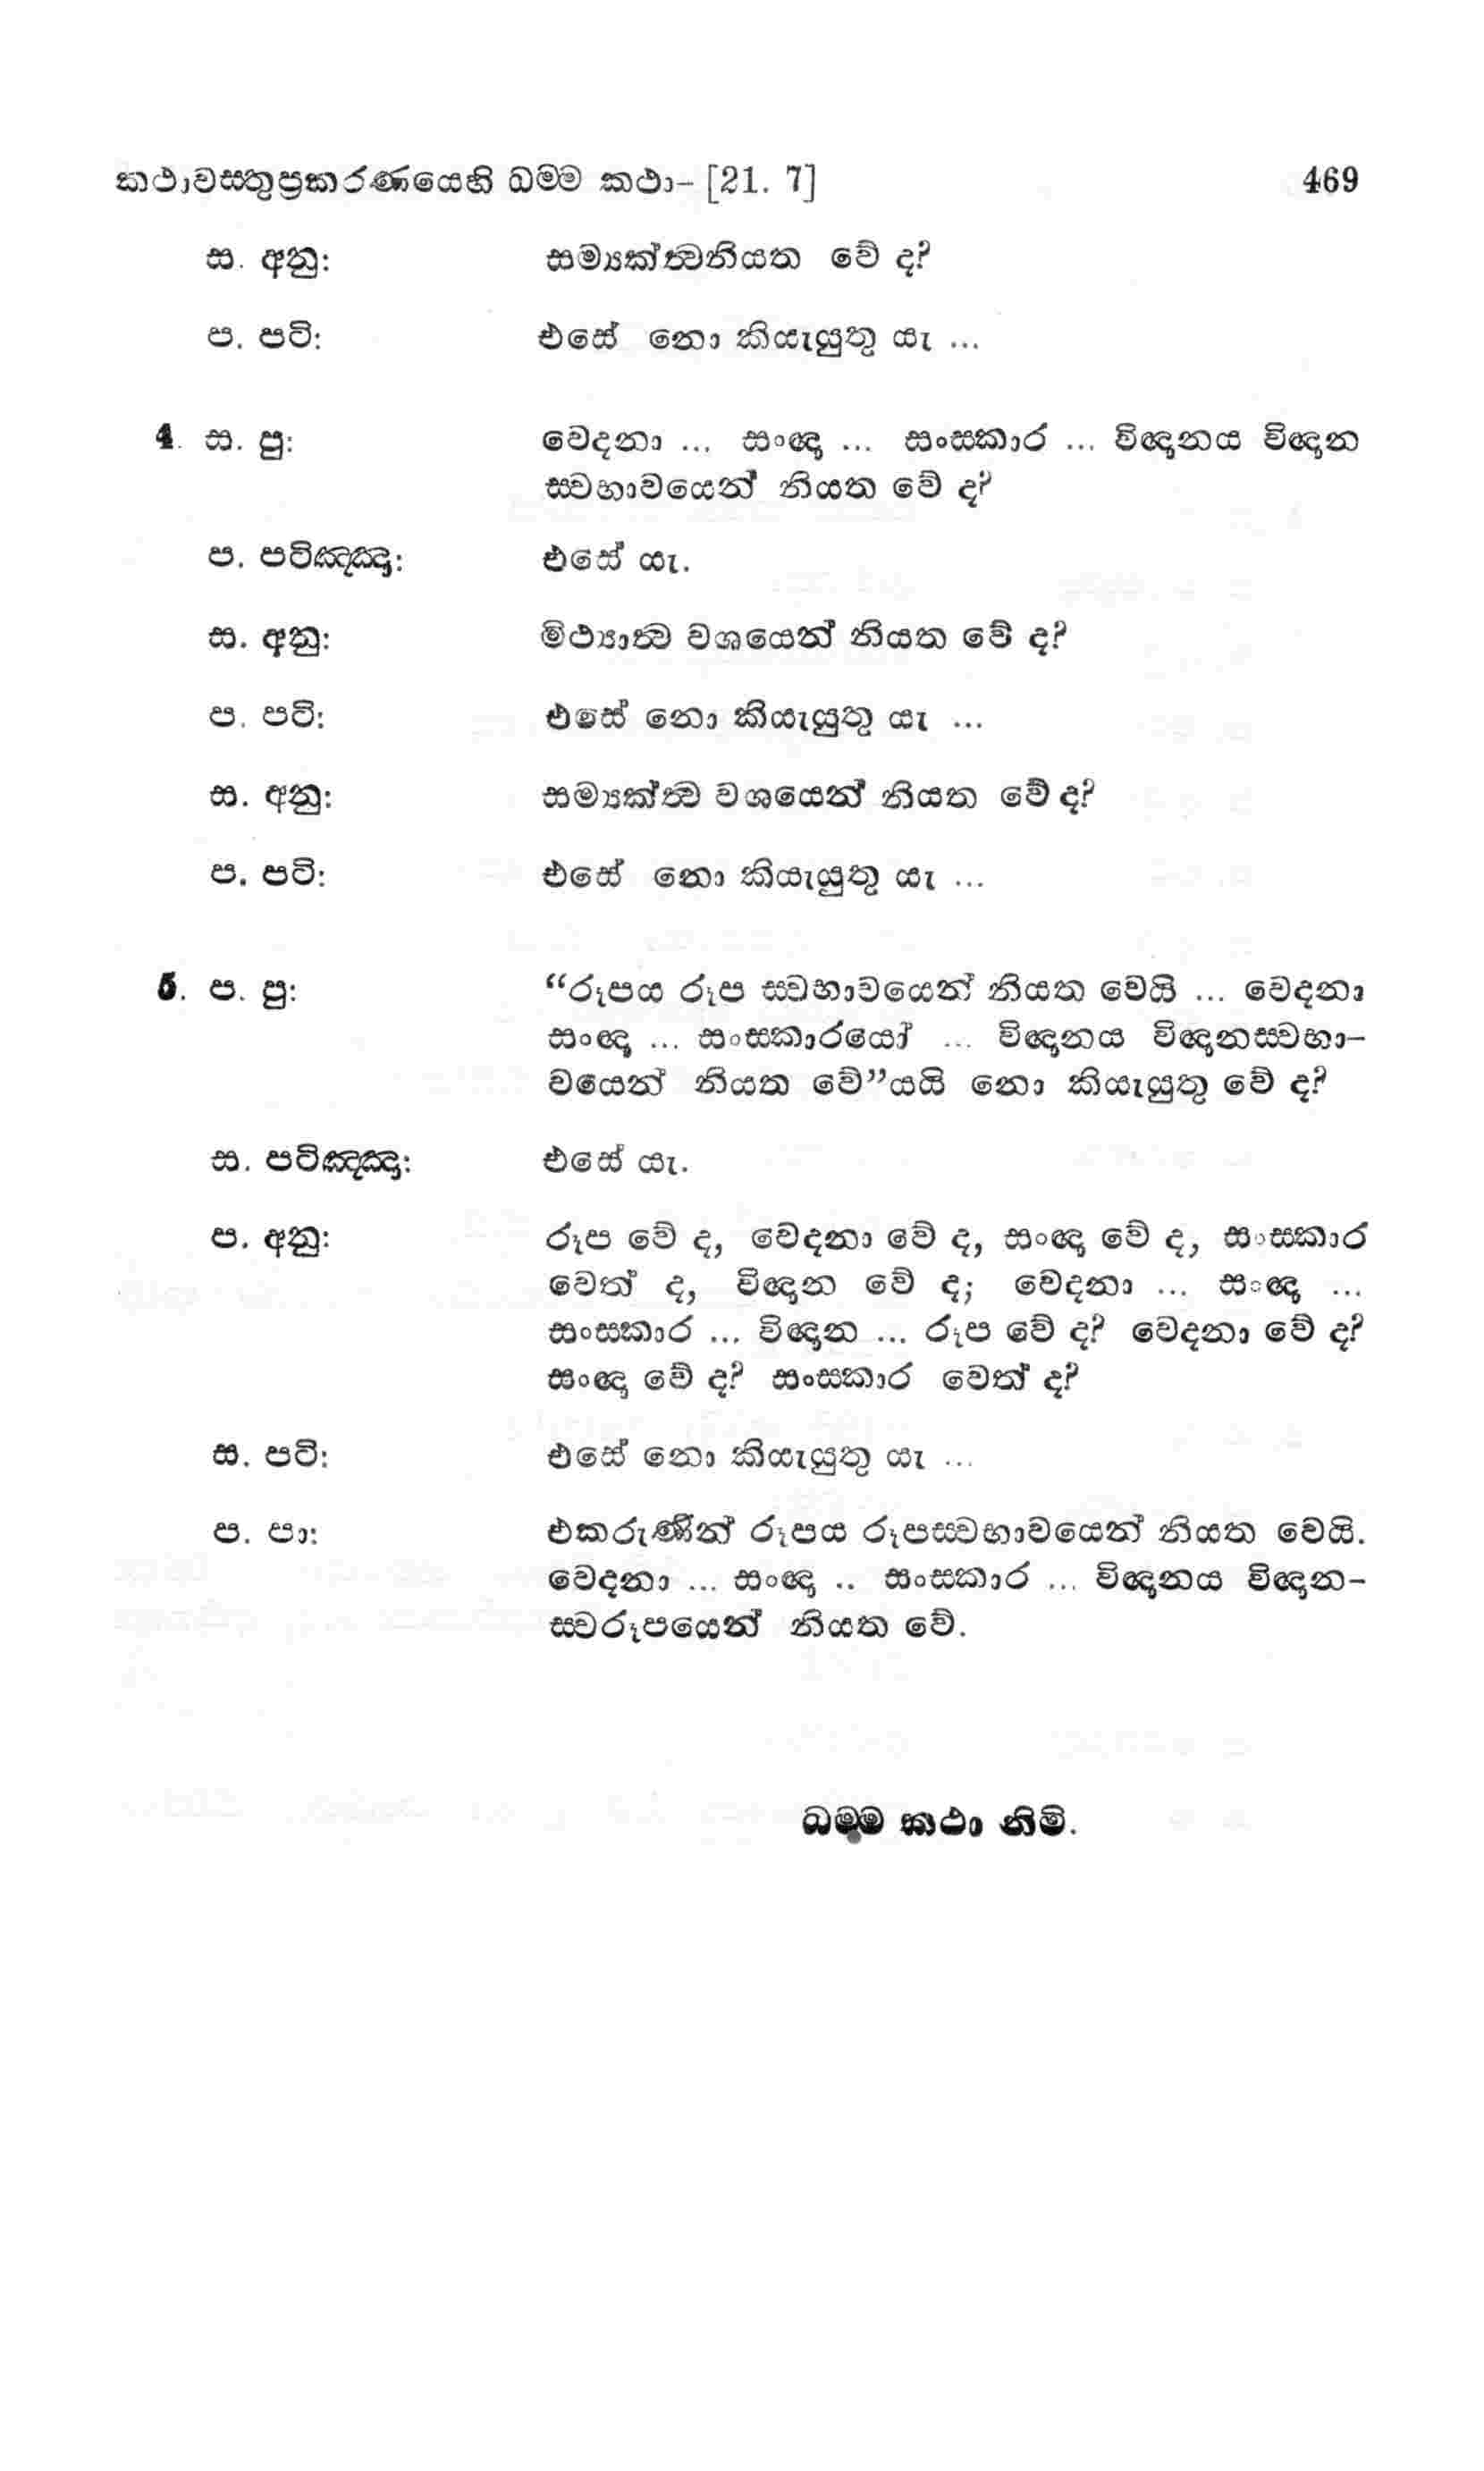 කථාවස්තුප්‍රකරණයෙහි ධම්ම කථා- [21. 7] 469
ස. අනු: සම්‍යක්ත්‍වනියත වේ ද?
ප. පටි: එසේ නො කියැයුතු යැ ...
4. ස. පු: වෙදනා ... සංඥා ... සංස්කාර ... විඥානය විඥාන
ස්වභාවයෙන් නියත වේ ද?
ප. පටිඤ්ඤා: එසේ යැ.
ස. අනු: මිථ්‍යාත්‍ව වශයෙන් නියත වේ ද?
ප. පටි: එසේ නො කියැයුතු යැ ...
ස. අනු: සම්‍යක්ත්‍ව වශයෙන් නියත වේ ද?
ප. පටි: එසේ නො කියැයුතු යැ ...
5. ප. පු: “රූපය රූප ස්වභාවයෙන් නියත වෙයි ... වෙදනා
සංඥා ... සංස්කාරයෝ ... විඥානය විඥානස්වභා-
වයෙන් නියත වේ”යයි නො කියැයුතු වේ ද?
ස. පටිඤ්ඤා: එසේ යැ.
ප. අනු: රූප වේ ද, වෙදනා වේ ද, සංඥා වේ ද, සංස්කාර
වෙත් ද, විඥාන වේ ද; වෙදනා ... සංඥා ...
සංස්කාර ... විඥාන ... රූප වේ ද? වෙදනා වේ ද?
සංඥා වේ ද? සංස්කාර වෙත් ද?
ස. පටි: එසේ නො කියැයුතු යැ ...
ප. පා: එකරුණින් රූපය රූපස්වභාවයෙන් නියත වෙයි.
වෙදනා ... සංඥා .. සංස්කාර ... විඥානය විඥාන-
ස්වරූපයෙන් නියත වේ.
ධම්ම කථා නිමි.